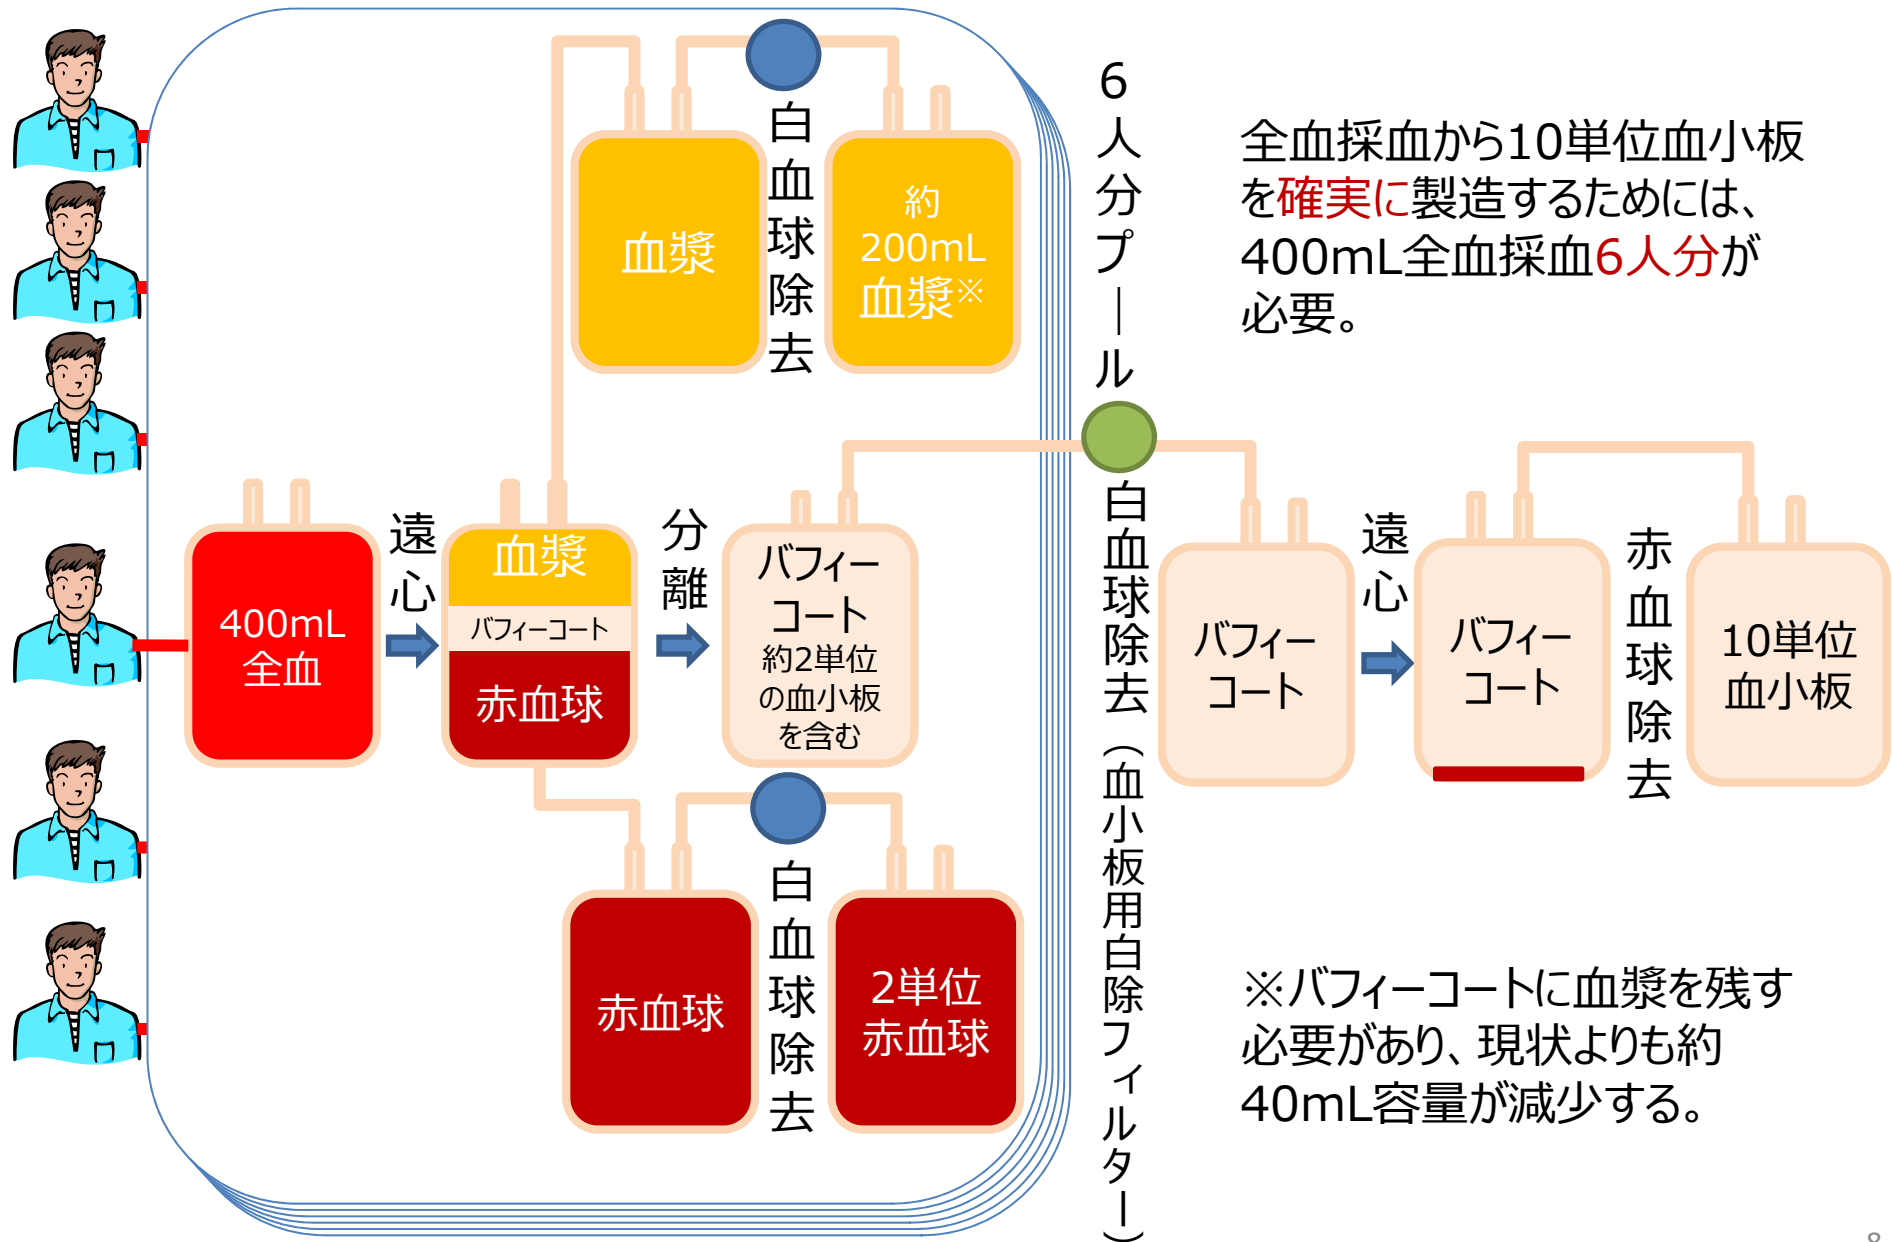 血漿
白血球除去
約
200mL
血漿※
6人分プール
全血採血から10単位血小板
を確実に製造するためには、
400mL全血採血6人分が
必要。
400mL
全血
遠心
血漿
バフィーコート
赤血球
分離
バフィー
コート
約2単位
の血小板
を含む
白血球除去（血小板用白除フィルター）
バフィー
コート
遠心
バフィー
コート
赤血球除去
10単位
血小板
赤血球
白血球除去
2単位
赤血球
※バフィーコートに血漿を残す
必要があり、現状よりも約
40mL容量が減少する。
8